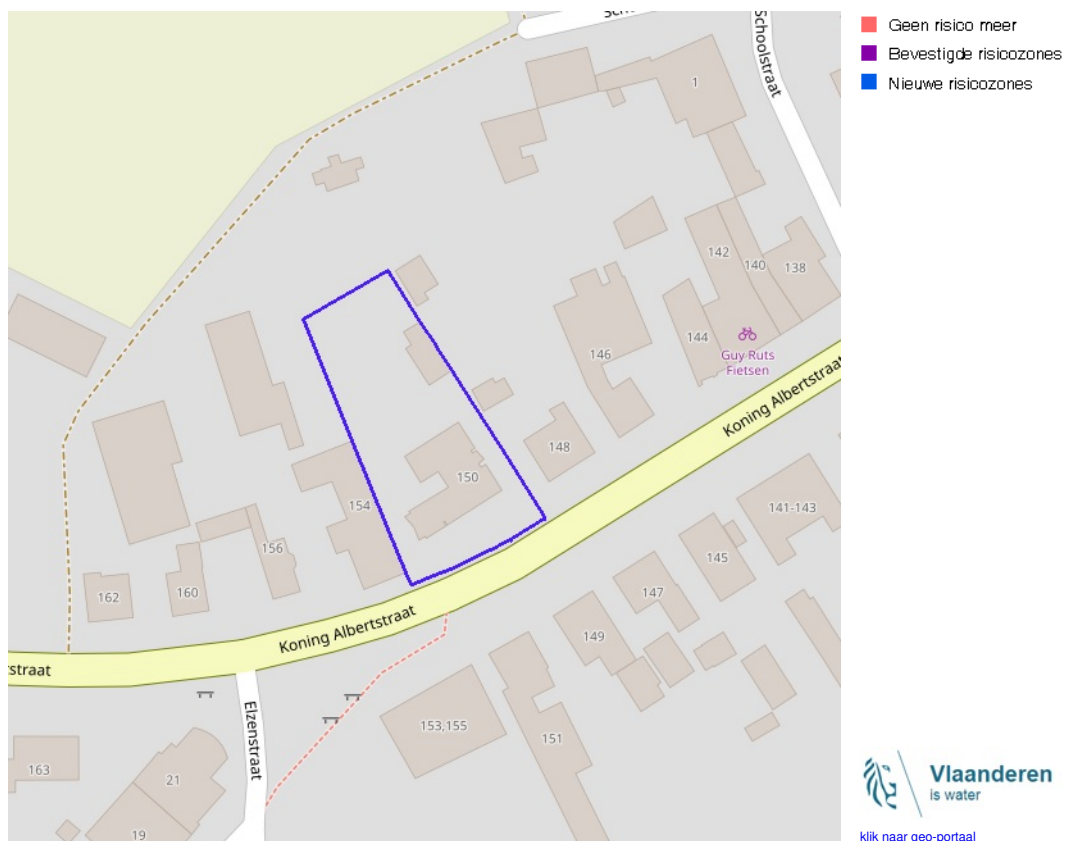 Schoolstraat
1
142
140
138
144
146
Guy Ruts
Fietsen
Koning Albertstraat
148
150
154
156
141-143
145
147
149
162
160
Koning Albertstraat
straat
Elzenstraat
153,155
151
163
21
19
Geen risico meer
Bevestigde risicozones
Nieuwe risicozones
Vlaanderen
is water
klik naar geo-portaal